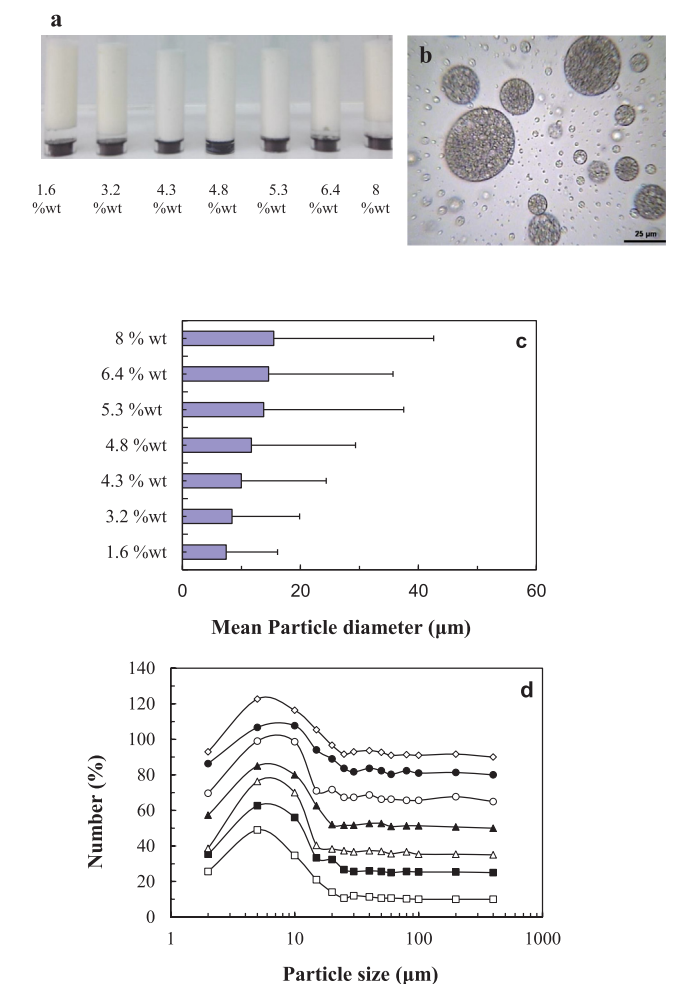 a
b
1.6 3.2 4.3 4.8 5.3 6.4 8
%wt %wt %wt %wt %wt %wt %wt
25 µm
c
8 % wt
6.4 % wt
5.3 %wt
4.8 %wt
4.3 % wt
3.2 %wt
1.6 %wt
0 20 40 60
Mean Particle diameter (µm)
d
140
120
100
80
60
40
20
0
Number (%)
1 10 100 1000
Particle size (µm)